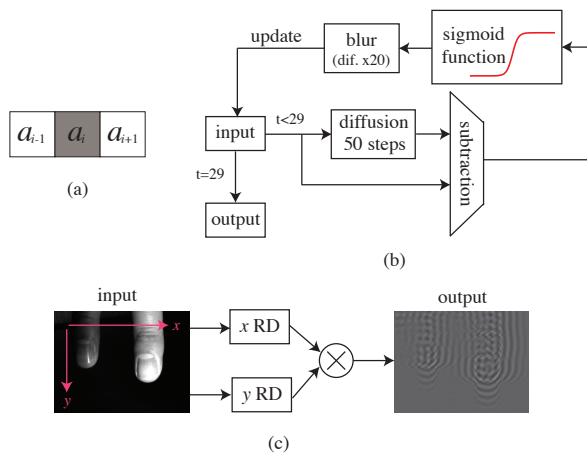 a_{i-1} a_i a_{i+1}
(a)
update
blur
(dif. x20)
sigmoid
function
input
t<29
diffusion
50 steps
subtraction
t=29
output
(b)
input
x
y
x RD
y RD
output
(c)